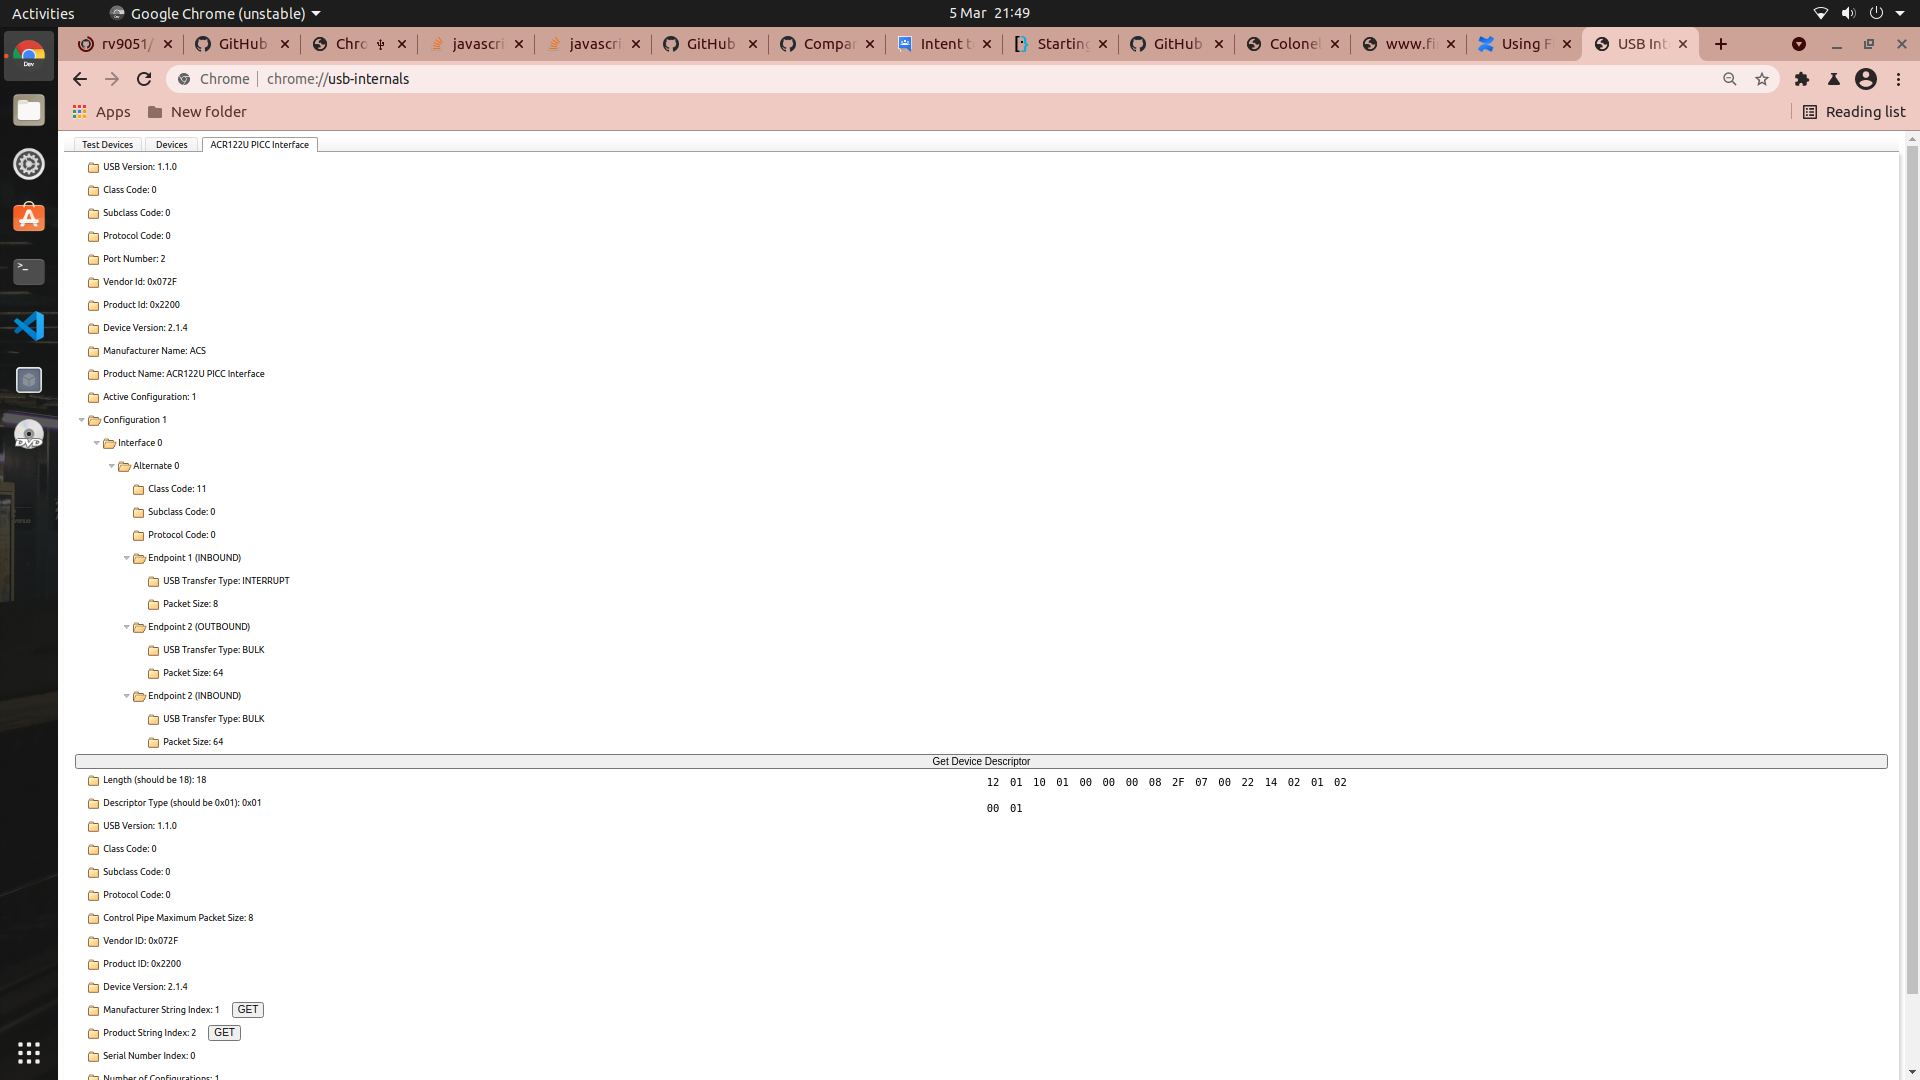 Activities
Google Chrome (unstable)
5 Mar 21:49
Dev
rv9051/
GitHub
Chro
javascri
javascri
GitHub
Compar
Intent t
Starting
GitHub
Colonel
www.fi
Using F
USB Int
Chrome
chrome://usb-internals
Apps
New folder
Reading list
Test Devices
Devices
ACR122U PICC Interface
USB Version: 1.1.0
Class Code: 0
Subclass Code: 0
Protocol Code: 0
Port Number: 2
Vendor Id: 0x072F
Product Id: 0x2200
Device Version: 2.1.4
Manufacturer Name: ACS
Product Name: ACR122U PICC Interface
Active Configuration: 1
Configuration 1
Interface 0
Alternate 0
Class Code: 11
Subclass Code: 0
Protocol Code: 0
Endpoint 1 (INBOUND)
USB Transfer Type: INTERRUPT
Packet Size: 8
Endpoint 2 (OUTBOUND)
USB Transfer Type: BULK
Packet Size: 64
Endpoint 2 (INBOUND)
USB Transfer Type: BULK
Packet Size: 64
Get Device Descriptor
Length (should be 18): 18
Descriptor Type (should be 0x01): 0x01
USB Version: 1.1.0
Class Code: 0
Subclass Code: 0
Protocol Code: 0
Control Pipe Maximum Packet Size: 8
Vendor ID: 0x072F
Product ID: 0x2200
Device Version: 2.1.4
Manufacturer String Index: 1 GET
Product String Index: 2 GET
Serial Number Index: 0
Number of Configurations: 1
12 01 10 01 00 00 00 08 2F 07 00 22 14 02 01 02
00 01
DVD